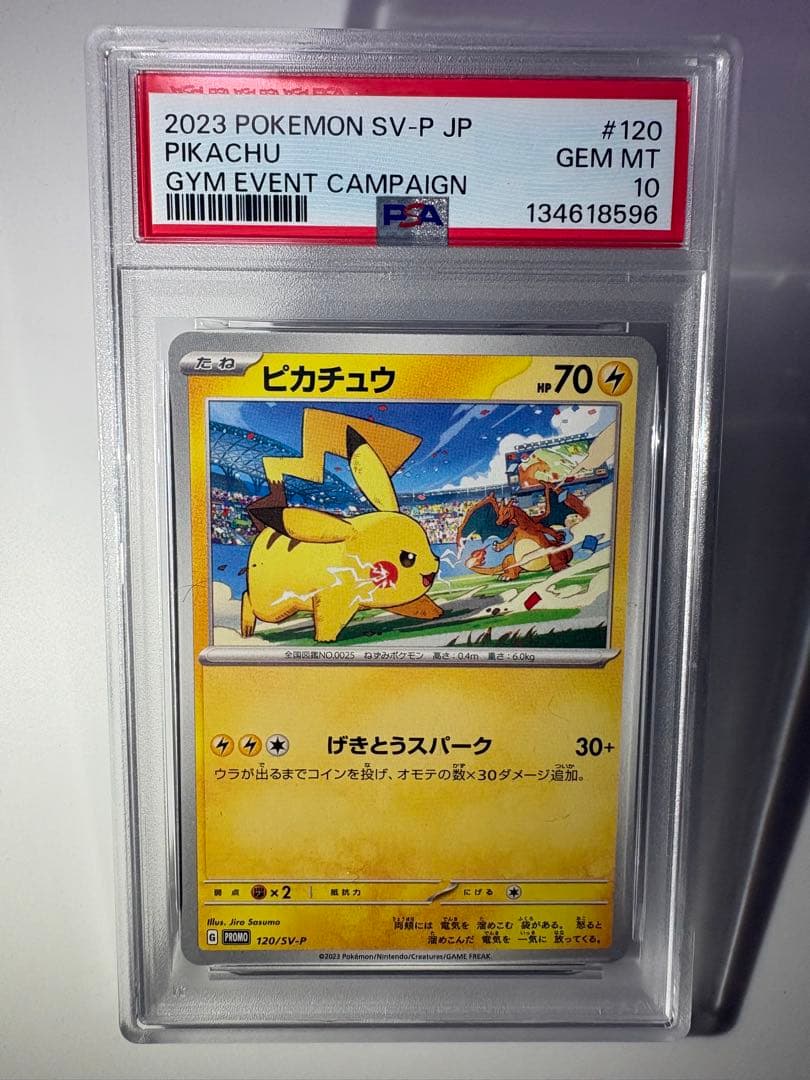 2023 POKEMON SV-P JP #120
PIKACHU GEM MT
GYM EVENT CAMPAIGN 10
PSA 134618596
たね ピカチュウ HP 70
全国図鑑NO.0025 ねずみポケモン 高さ:0.4m 重さ:6.0kg
げきとうスパーク 30+
ウラが出るまでコインを投げ、オモテの数×30ダメージ追加。
弱点 ×2 抵抗力 にげる
Illus. Jiro Sasumo
両頬には 電気を 溜めこむ 袋がある。 怒ると
溜めこんだ 電気を 一気に 放ってくる。
G PROMO 120/SV-P
©2023 Pokémon/Nintendo/Creatures/GAME FREAK.